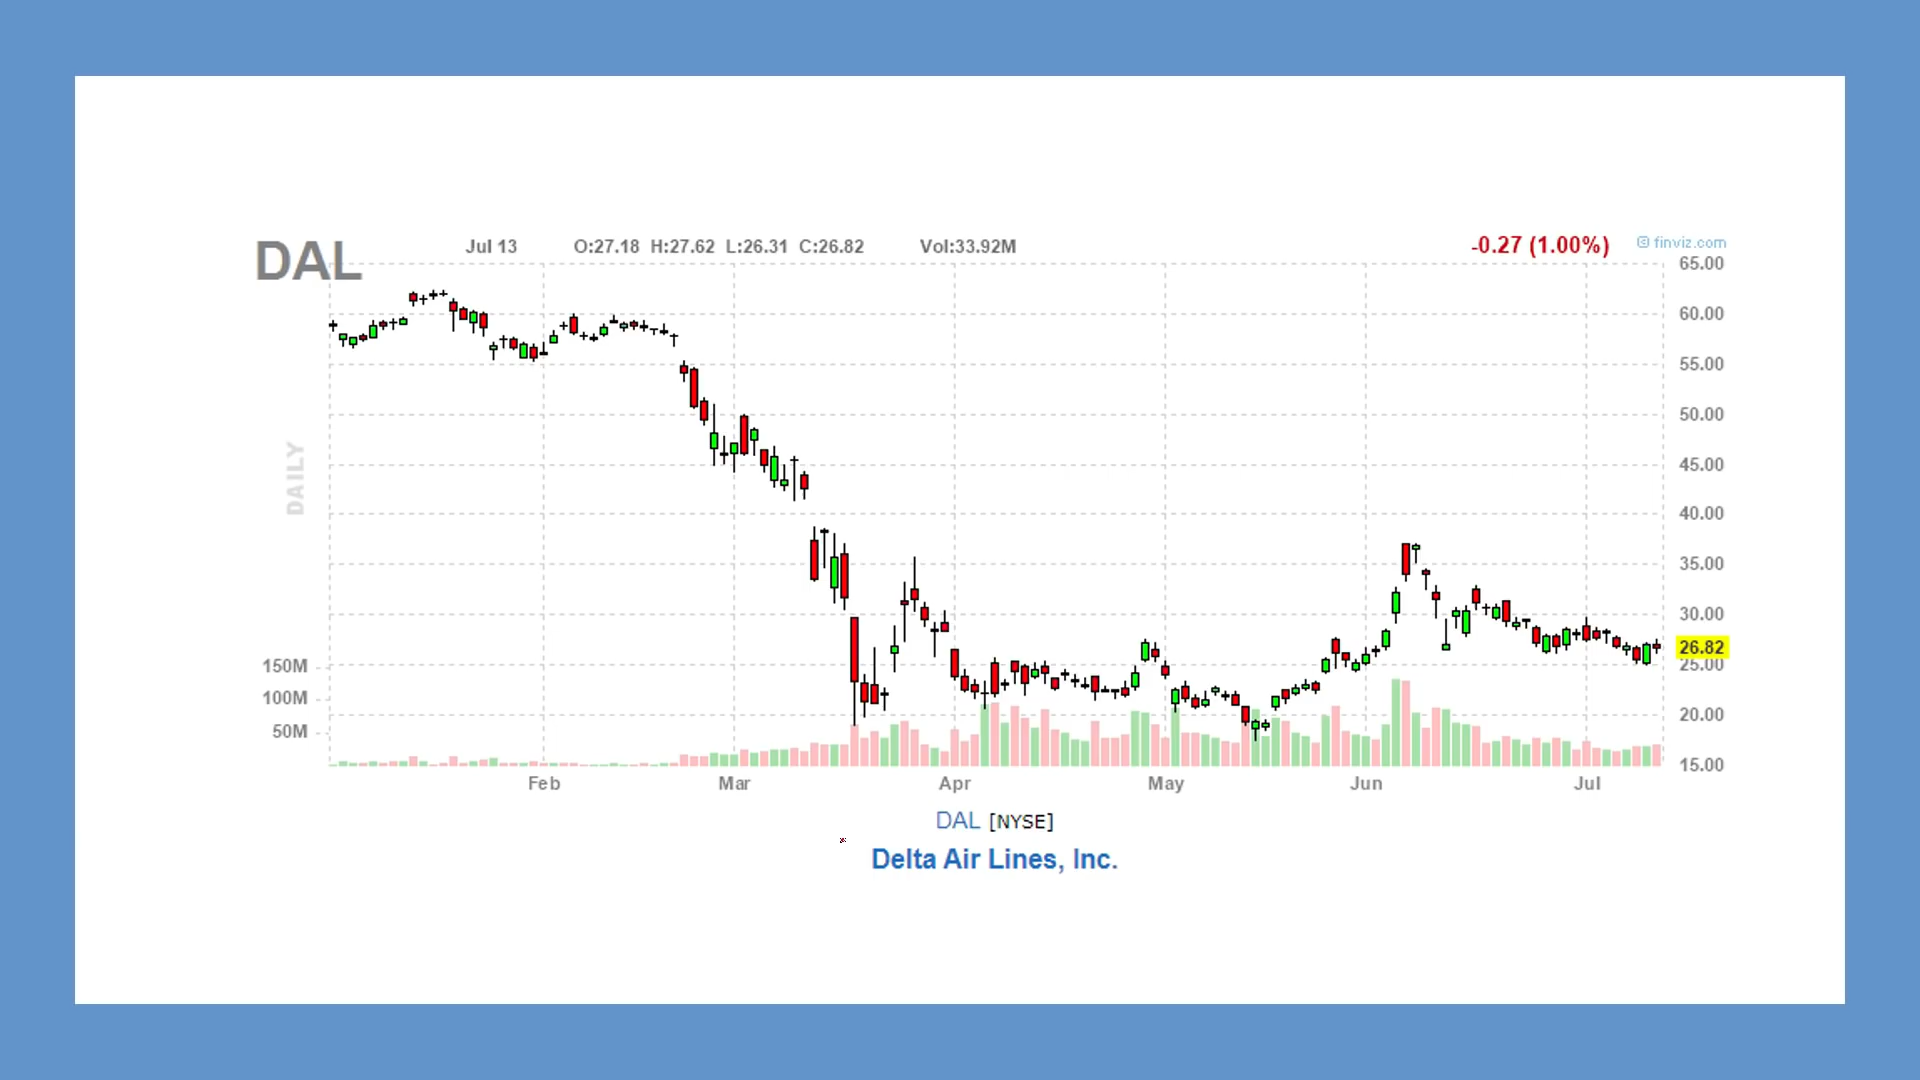 DAL
Jul 13 O:27.18 H:27.62 L:26.31 C:26.82 Vol:33.92M
-0.27 (1.00%)
© finviz.com
65.00
60.00
55.00
50.00
DAILY
45.00
40.00
35.00
30.00
26.82
25.00
150M
100M
20.00
50M
15.00
Feb Mar Apr May Jun Jul
DAL [NYSE]
Delta Air Lines, Inc.